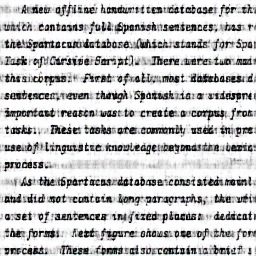 A new offline handwritten database for th
which contains full Spanish sentences, has r
the Spartacus database (which stands for Spa
Task of Cursive Script). There were two mai
this corpus. First of all, most databases d
sentences, even though Spanish is a widespre
important reason was to create a corpus from
tasks. These tasks are commonly used in pra
use of linguistic knowledge beyond the lexic
process.
As the Spartacus database consisted mainl
and did not contain long paragraphs, the wri
a set of sentences in fixed places: dedicat
the forms. Next figure shows one of the for
process. These forms also contain a brief s